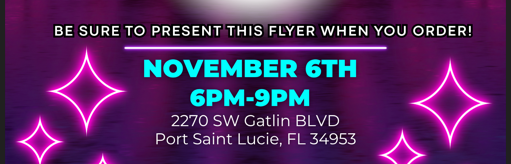 BE SURE TO PRESENT THIS FLYER WHEN YOU ORDER!
NOVEMBER 6TH
6PM-9PM
2270 SW Gatlin BLVD
Port Saint Lucie, FL 34953